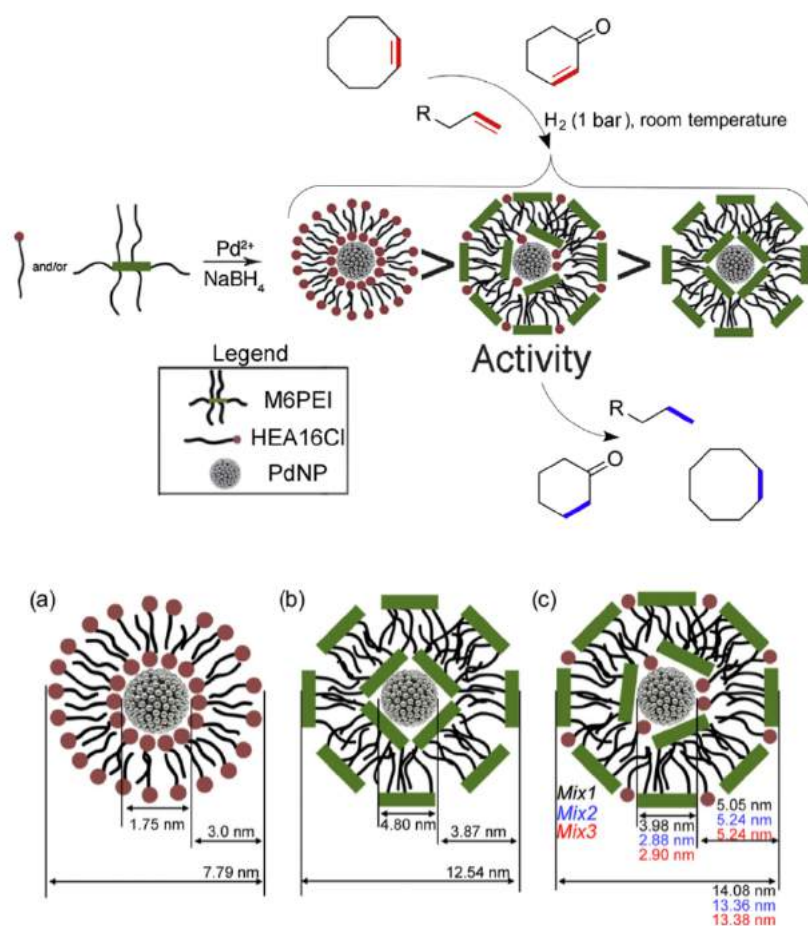 O
R
H₂ (1 bar), room temperature
and/or
Pd²⁺
NaBH₄
>
>
Activity
Legend
M6PEI
HEA16Cl
PdNP
R
O
(a)
1.75 nm
3.0 nm
7.79 nm
(b)
4.80 nm
3.87 nm
12.54 nm
(c)
Mix1
Mix2
Mix3
3.98 nm
2.88 nm
2.90 nm
5.05 nm
5.24 nm
5.24 nm
14.08 nm
13.36 nm
13.38 nm